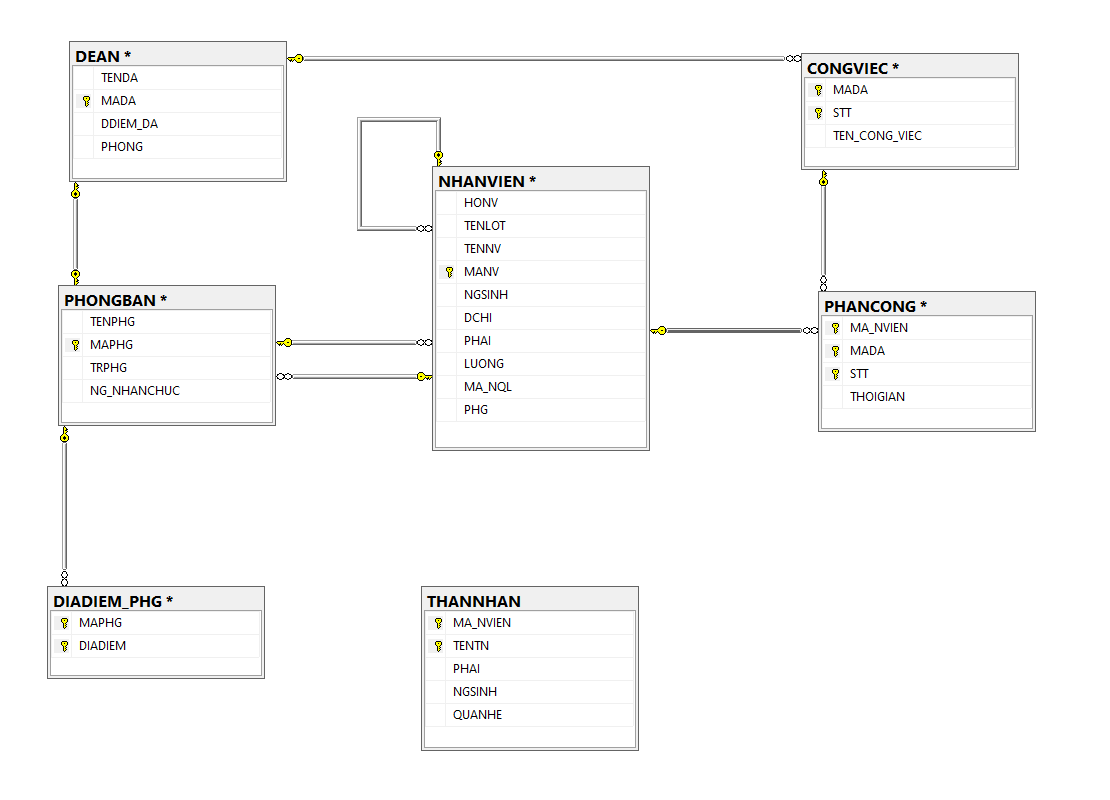 DEAN *
TENDA
MADA
DDIEM_DA
PHONG
CONGVIEC *
MADA
STT
TEN_CONG_VIEC
NHANVIEN *
HONV
TENLOT
TENNV
MANV
NGSINH
DCHI
PHAI
LUONG
MA_NQL
PHG
PHONGBAN *
TENPHG
MAPHG
TRPHG
NG_NHANCHUC
PHANCONG *
MA_NVIEN
MADA
STT
THOIGIAN
DIADIEM_PHG *
MAPHG
DIADIEM
THANNHAN
MA_NVIEN
TENTN
PHAI
NGSINH
QUANHE